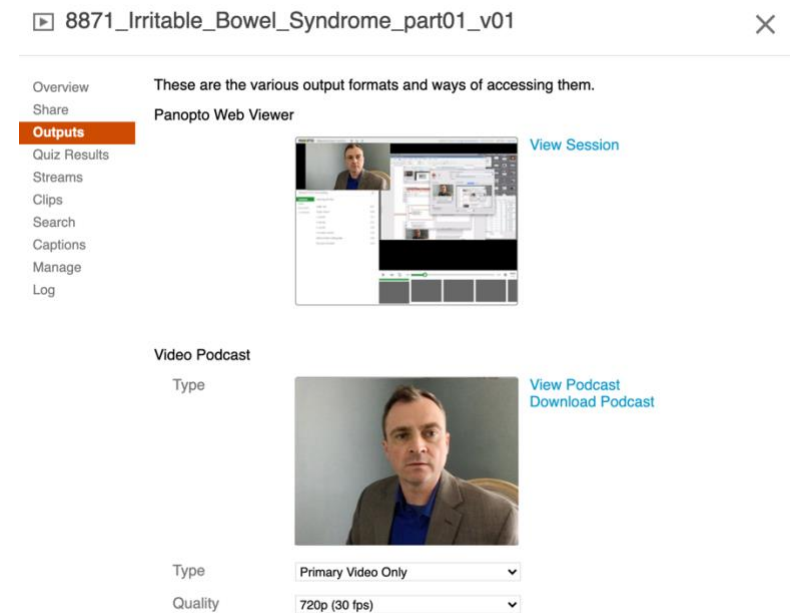 8871_Irritable_Bowel_Syndrome_part01_v01
Overview
Share
Outputs
Quiz Results
Streams
Clips
Search
Captions
Manage
Log
These are the various output formats and ways of accessing them.
Panopto Web Viewer
View Session
Video Podcast
Type
View Podcast
Download Podcast
Type
Primary Video Only
Quality
720p (30 fps)